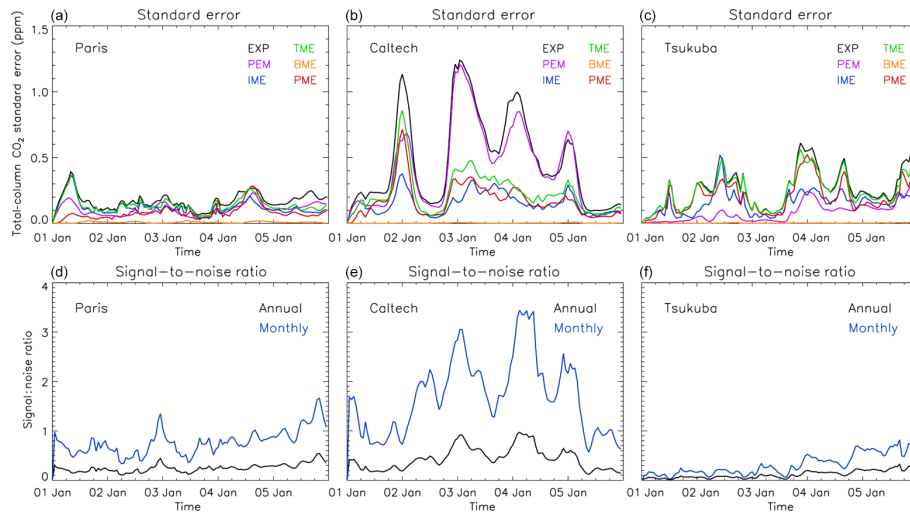 (a) Standard error
(b) Standard error
(c) Standard error
Total-column CO2 standard error (ppm)
1.5
1.0
0.5
0.0
Paris
EXP TME
PEM BME
IME PME
Caltech
EXP TME
PEM BME
IME PME
Tsukuba
EXP TME
PEM BME
IME PME
01 Jan 02 Jan 03 Jan 04 Jan 05 Jan
01 Jan 02 Jan 03 Jan 04 Jan 05 Jan
01 Jan 02 Jan 03 Jan 04 Jan 05 Jan
Time
Time
Time
(d) Signal-to-noise ratio
(e) Signal-to-noise ratio
(f) Signal-to-noise ratio
Signal:noise ratio
4
3
2
1
0
Paris Annual
Monthly
Caltech Annual
Monthly
Tsukuba Annual
Monthly
01 Jan 02 Jan 03 Jan 04 Jan 05 Jan
01 Jan 02 Jan 03 Jan 04 Jan 05 Jan
01 Jan 02 Jan 03 Jan 04 Jan 05 Jan
Time
Time
Time